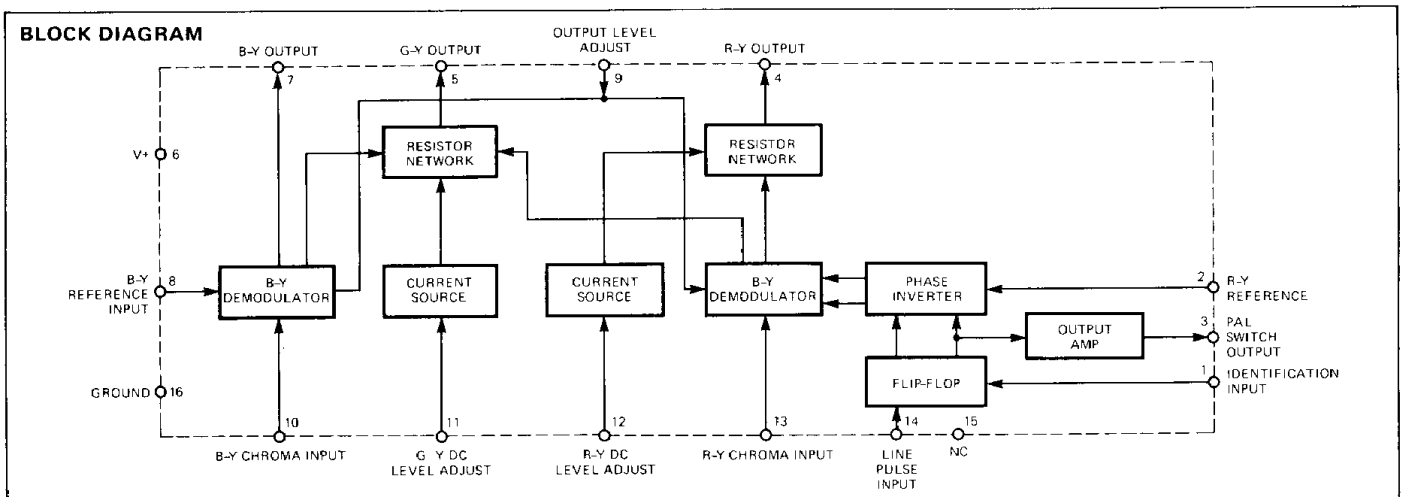 BLOCK DIAGRAM
B–Y OUTPUT
7
G–Y OUTPUT
5
OUTPUT LEVEL
ADJUST
9
R–Y OUTPUT
4
V+
6
RESISTOR
NETWORK
RESISTOR
NETWORK
B–Y
REFERENCE
INPUT
8
B–Y
DEMODULATOR
CURRENT
SOURCE
CURRENT
SOURCE
B–Y
DEMODULATOR
PHASE
INVERTER
2
R–Y
REFERENCE
OUTPUT
AMP
3
PAL
SWITCH
OUTPUT
FLIP-FLOP
1
IDENTIFICATION
INPUT
GROUND
16
10
B–Y CHROMA INPUT
11
G Y DC
LEVEL ADJUST
12
R–Y DC
LEVEL ADJUST
13
R–Y CHROMA INPUT
14
LINE
PULSE
INPUT
15
NC